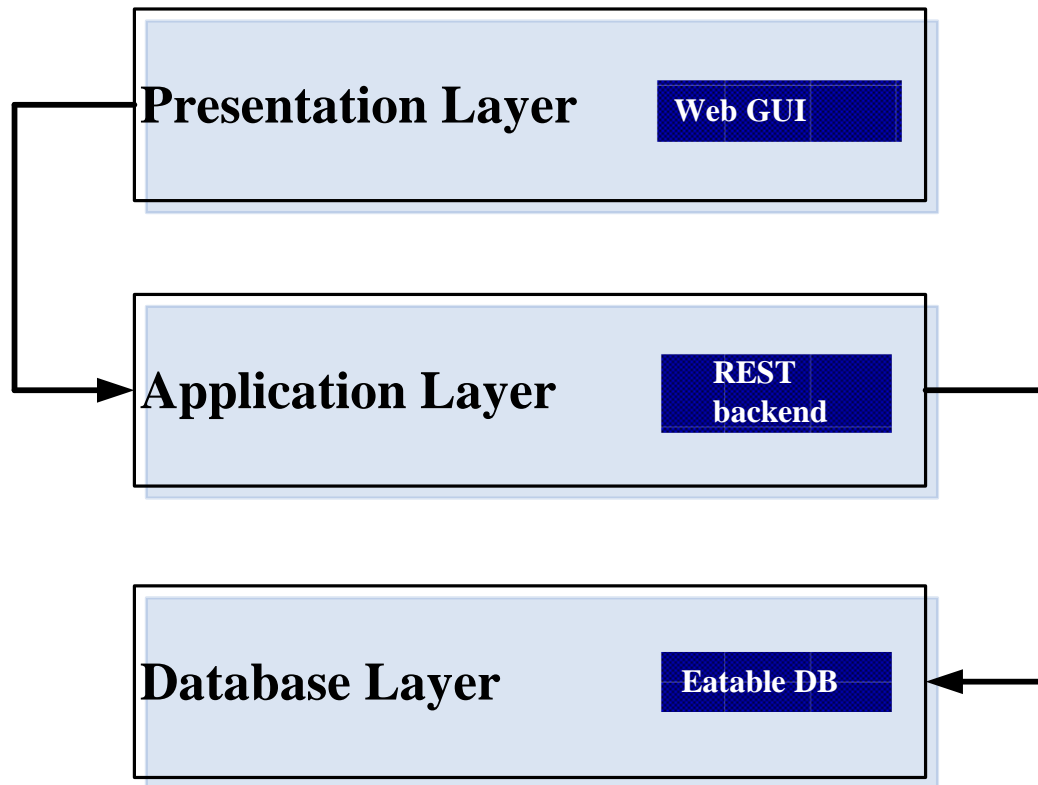 Presentation Layer
Web GUI
Application Layer
REST
backend
Database Layer
Eatable DB